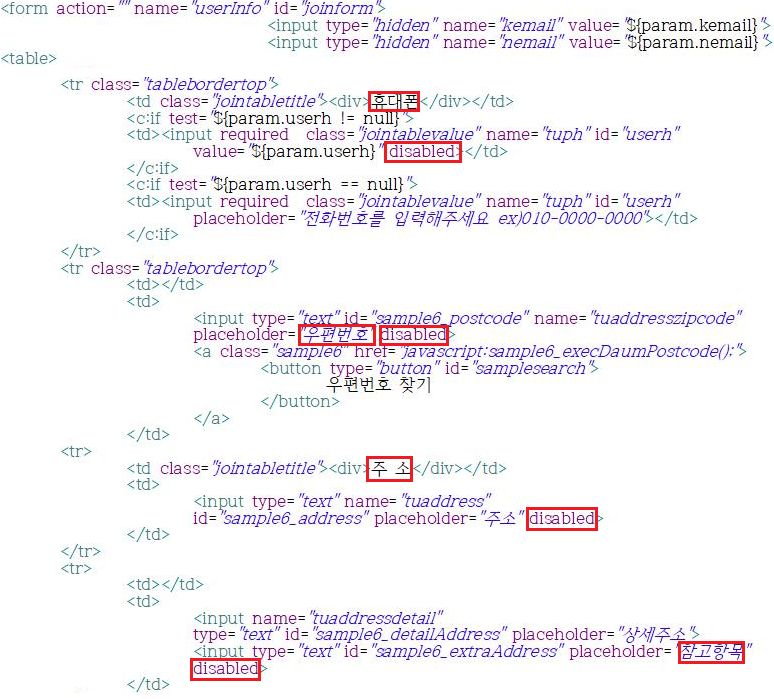 <form action="" name="userInfo" id="joinform">
<input type="hidden" name="kemail" value="${param.kemail}">
<input type="hidden" name="nemail" value="${param.nemail}">
<table>
<tr class="tablebordertop">
<td class="jointabletitle"><div>휴대폰</div></td>
<c:if test="${param.userh != null}">
<td><input required class="jointablevalue" name="tuph" id="userh"
value="${param.userh}" disabled></td>
</c:if>
<c:if test="${param.userh == null}">
<td><input required class="jointablevalue" name="tuph" id="userh"
placeholder="전화번호를 입력해주세요 ex)010-0000-0000"></td>
</c:if>
</tr>
<tr class="tablebordertop">
<td></td>
<td>
<input type="text" id="sample6_postcode" name="tuaddresszipcode"
placeholder="우편번호" disabled>
<a class="sample6" href="javascript:sample6_execDaumPostcode();">
<button type="button" id="samplesearch">
우편번호 찾기
</button>
</a>
</td>
<tr>
<td class="jointabletitle"><div>주 소</div></td>
<td>
<input type="text" name="tuaddress"
id="sample6_address" placeholder="주소" disabled>
</td>
</tr>
<tr>
<td></td>
<td>
<input name="tuaddressdetail"
type="text" id="sample6_detailAddress" placeholder="상세주소">
<input type="text" id="sample6_extraAddress" placeholder="참고항목"
disabled>
</td>